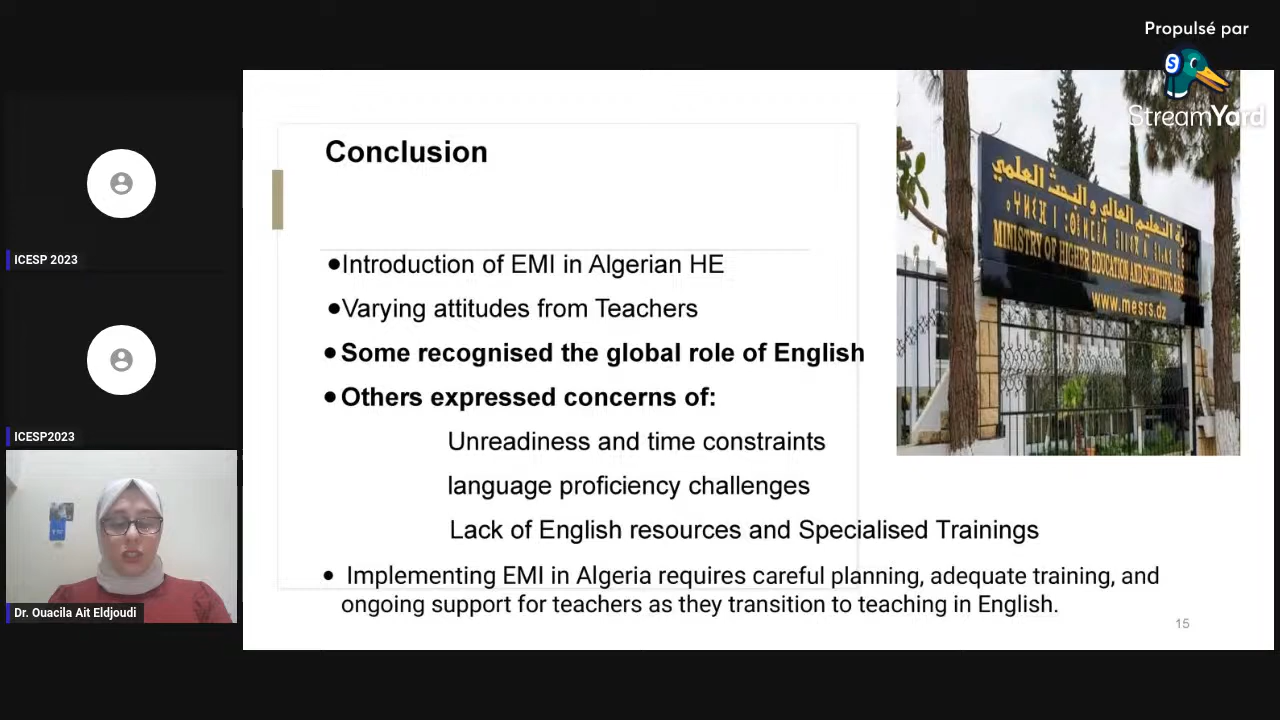 Propulsé par
StreamYard
ICESP 2023
ICESP2023
Dr. Ouacila Ait Eldjoudi
Conclusion
●Introduction of EMI in Algerian HE
●Varying attitudes from Teachers
●Some recognised the global role of English
●Others expressed concerns of:
Unreadiness and time constraints
language proficiency challenges
Lack of English resources and Specialised Trainings
● Implementing EMI in Algeria requires careful planning, adequate training, and
ongoing support for teachers as they transition to teaching in English.
15
التعليم العالي و البحث العلمي
MINISTRY OF HIGHER EDUCATION AND SCIENTIFIC
www.mesrs.dz